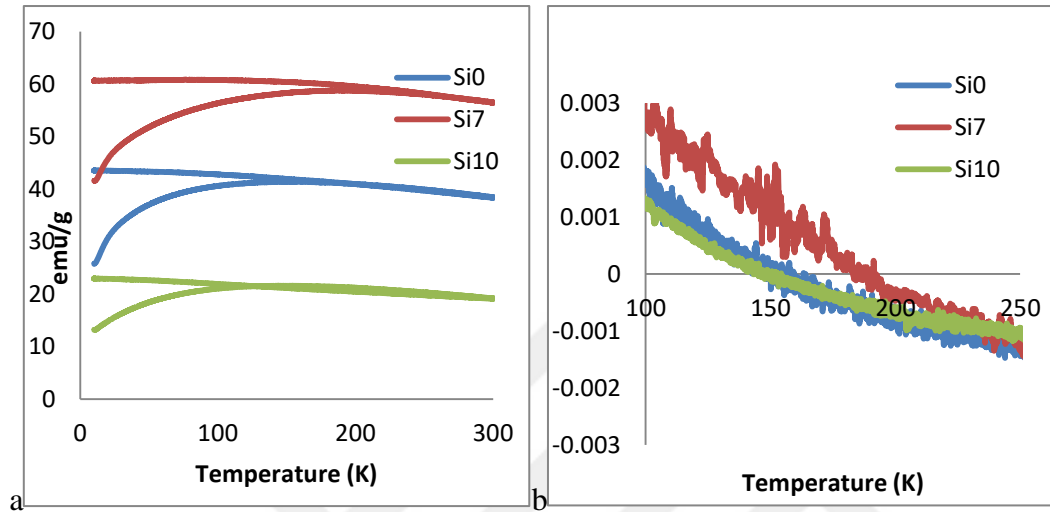 70
60
50
40
30
20
10
0
emu/g
0 100 200 300
Temperature (K)
Si0
Si7
Si10
a
0.003
0.002
0.001
0
-0.001
-0.002
-0.003
100 150 200 250
Temperature (K)
Si0
Si7
Si10
b